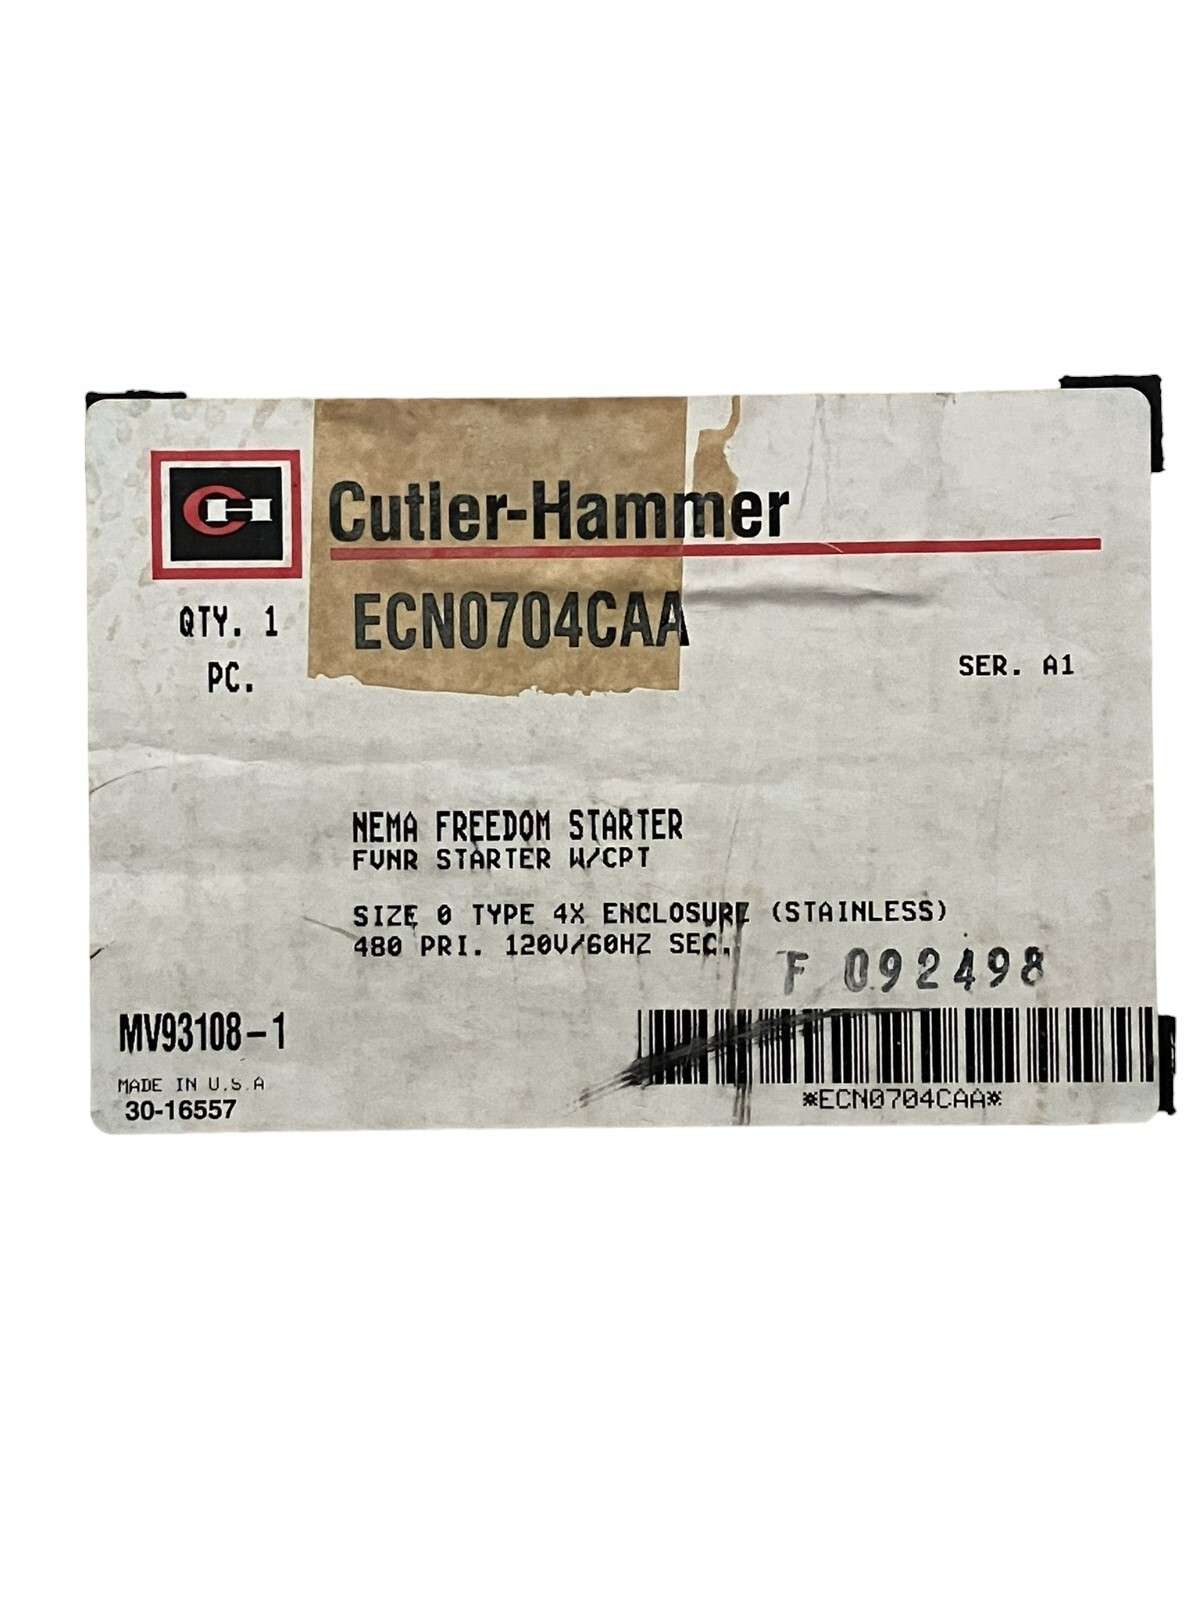 CH
Cutler-Hammer
ECN0704CAA
QTY. 1
PC.
SER. A1
NEMA FREEDOM STARTER
FVNR STARTER W/CPT
SIZE 0 TYPE 4X ENCLOSURE (STAINLESS)
480 PRI. 120V/60HZ SEC.
F 092498
MV93108-1
MADE IN U.S.A
30-16557
*ECN0704CAA*